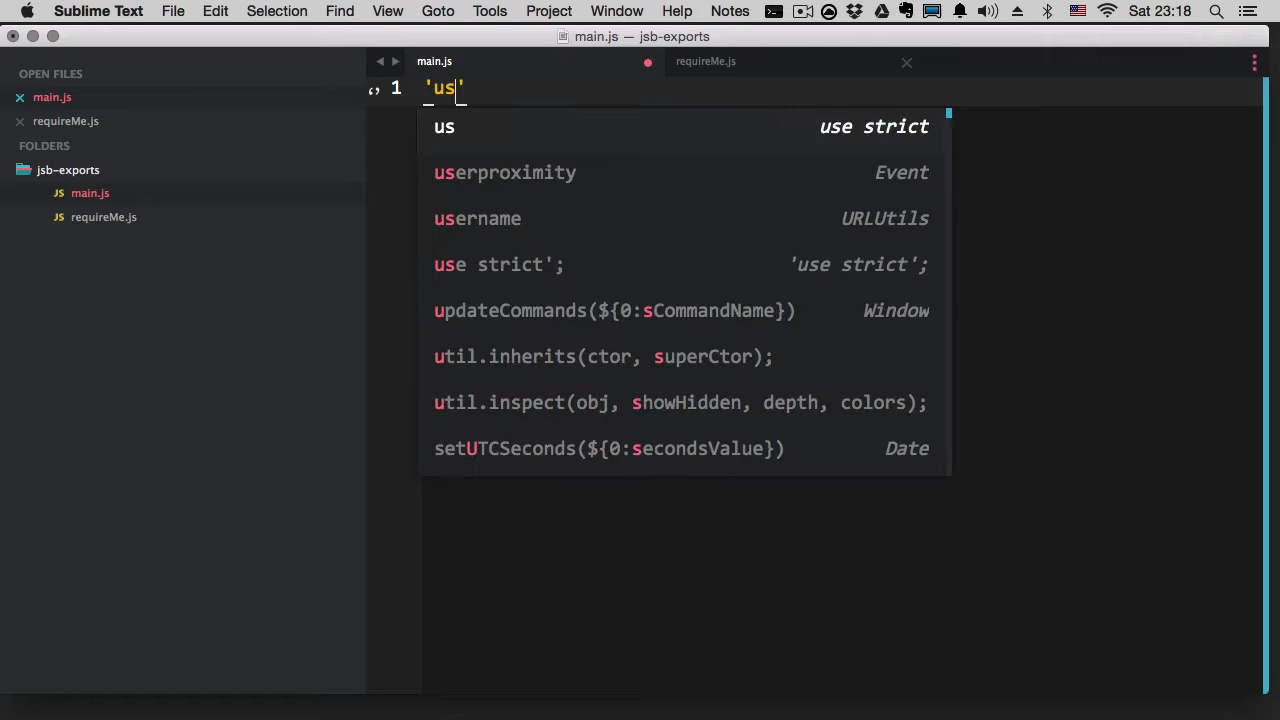 Sublime Text File Edit Selection Find View Goto Tools Project Window Help Notes Sat 23:18
main.js — jsb-exports
OPEN FILES
main.js
requireMe.js
FOLDERS
jsb-exports
JS main.js
JS requireMe.js
main.js requireMe.js
1 'us'
us use strict
userproximity Event
username URLUtils
use strict'; 'use strict';
updateCommands(${0:sCommandName}) Window
util.inherits(ctor, superCtor);
util.inspect(obj, showHidden, depth, colors);
setUTCSeconds(${0:secondsValue}) Date